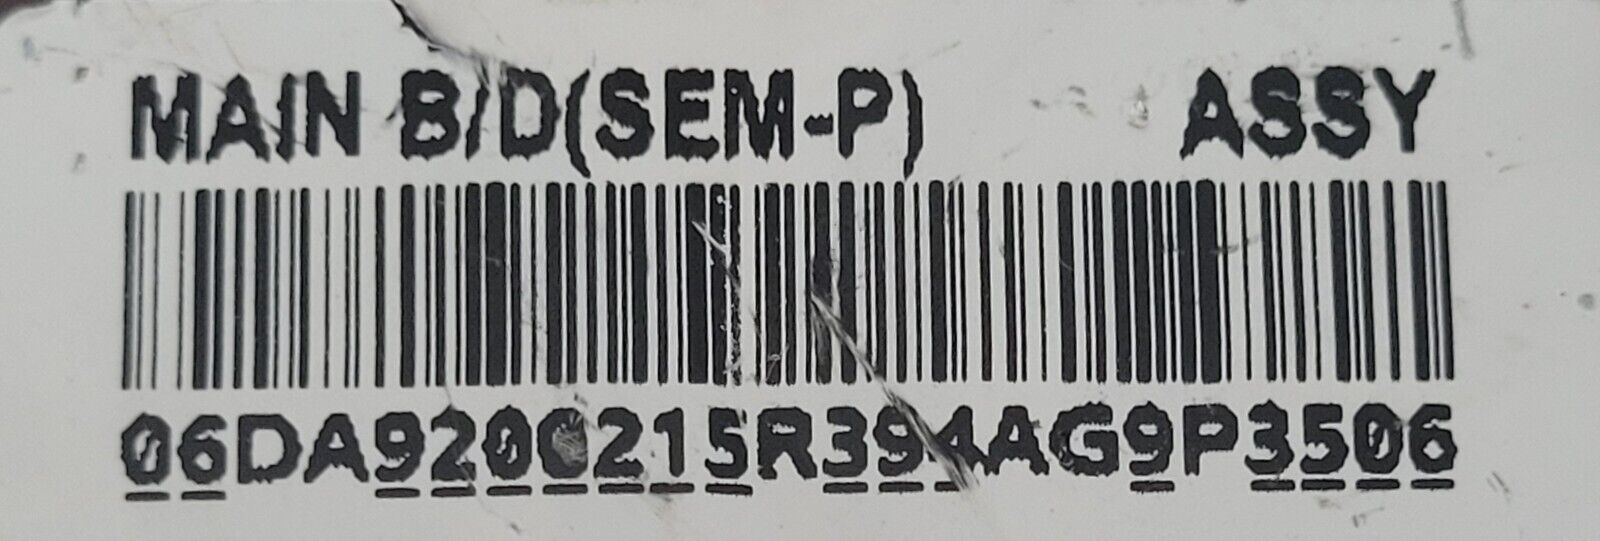 MAIN B/D(SEM-P) ASSY
06DA9200215R394AG9P3506